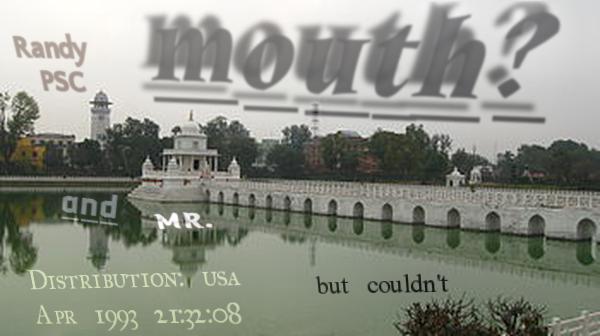 mouth?
Randy
PSC
and
MR.
Distribution: usa
Apr 1993 21:32:08
but couldn't